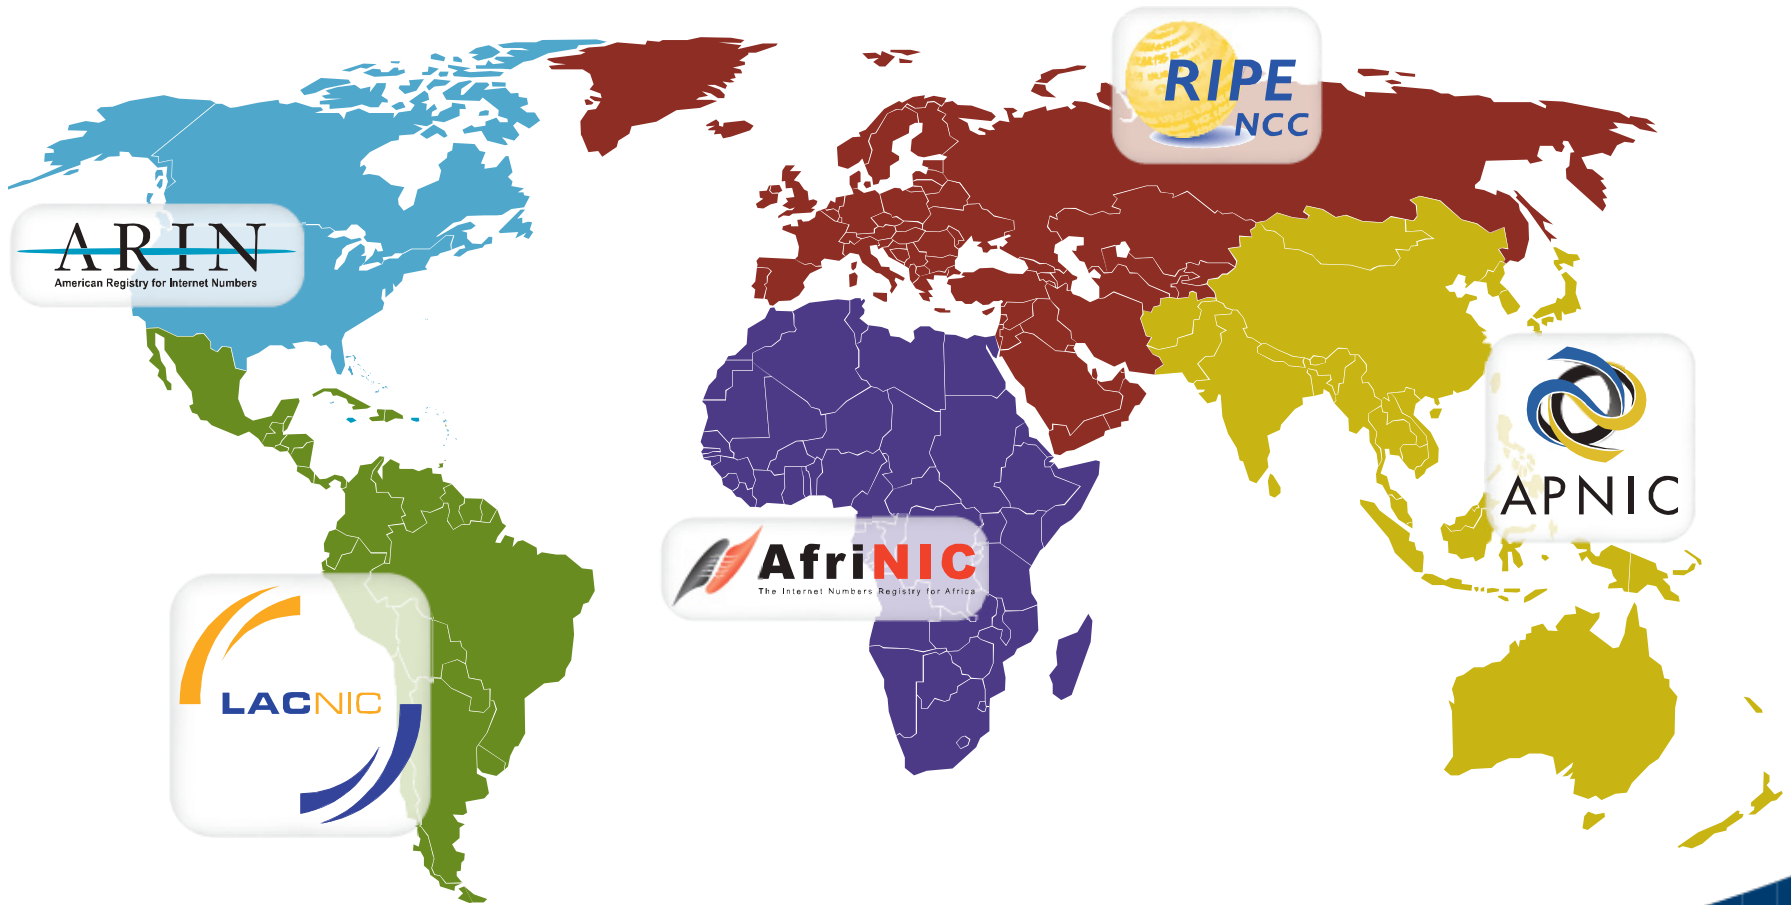 RIPE
NCC
ARIN
American Registry for Internet Numbers
APNIC
AfriNIC
The Internet Numbers Registry for Africa
LACNIC